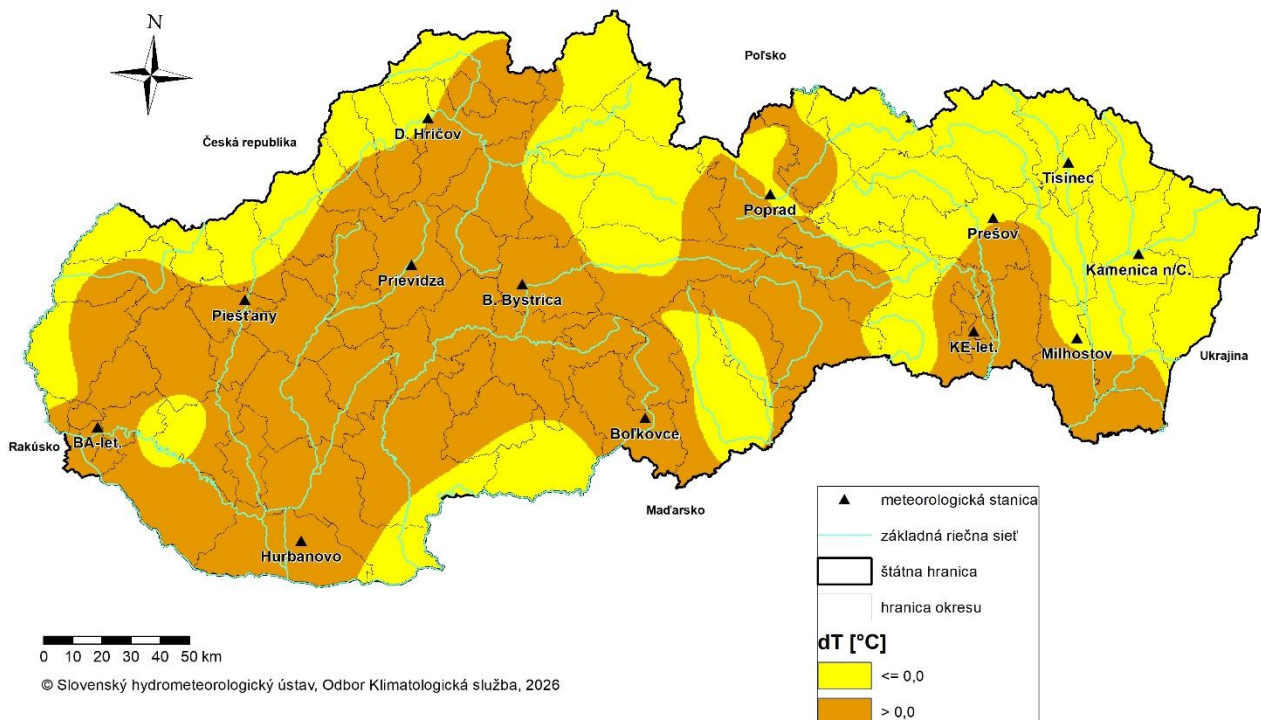 N
Poľsko
Česká republika
D. Hričov
Tisinec
Poprad
Prešov
Kamenica n/C.
Prievidza
B. Bystrica
Piešťany
KE-let.
Milhostov
Ukrajina
Rakúsko
BA-let.
Boľkovce
Maďarsko
Hurbanovo
meteorologická stanica
základná riečna sieť
štátna hranica
hranica okresu
dT [°C]
<= 0,0
> 0,0
0 10 20 30 40 50 km
© Slovenský hydrometeorologický ústav, Odbor Klimatologická služba, 2026